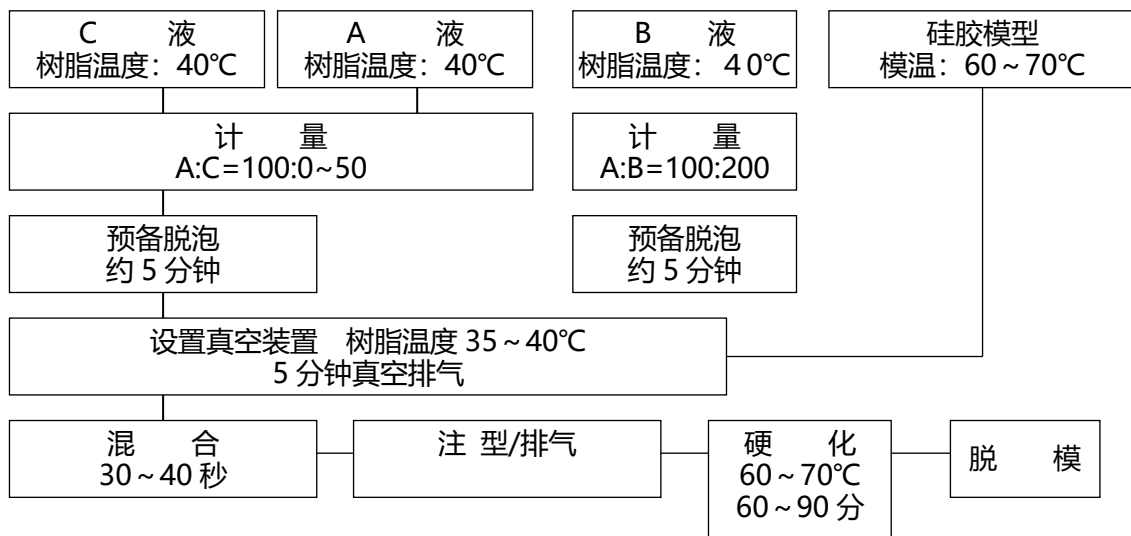 C 液
树脂温度：40℃
A 液
树脂温度：40℃
B 液
树脂温度：４0℃
硅胶模型
模温：60～70℃
计 量
A:C=100:0~50
计 量
A:B=100:200
预备脱泡
约 5 分钟
预备脱泡
约 5 分钟
设置真空装置 树脂温度 35～40℃
5 分钟真空排气
混 合
30～40 秒
注 型/排气
硬 化
60～70℃
60～90 分
脱 模